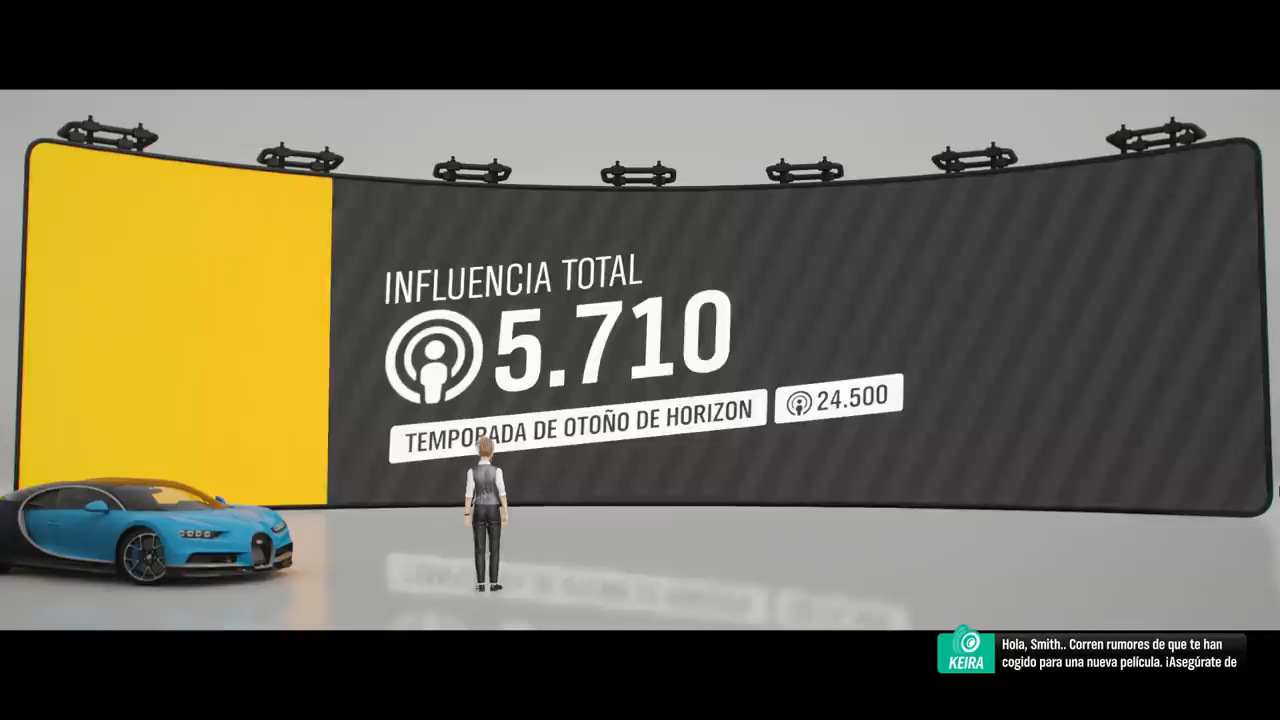 INFLUENCIA TOTAL
5.710
TEMPORADA DE OTOÑO DE HORIZON
24.500
KEIRA
Hola, Smith.. Corren rumores de que te han
cogido para una nueva película. ¡Asegúrate de